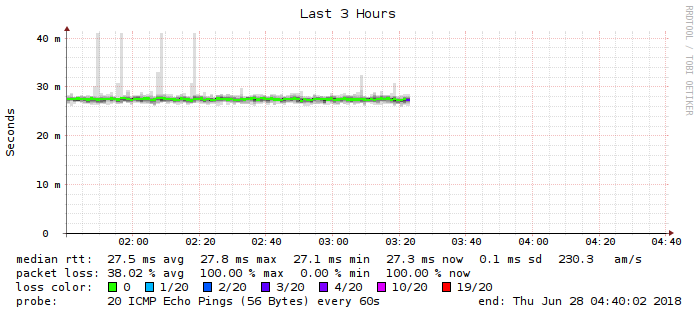 Last 3 Hours
RRDTOOL / TOBI OETIKER
Seconds
40 m
30 m
20 m
10 m
0
02:00 02:20 02:40 03:00 03:20 03:40 04:00 04:20 04:40
median rtt: 27.5 ms avg 27.8 ms max 27.1 ms min 27.3 ms now 0.1 ms sd 230.3 am/s
packet loss: 38.02 % avg 100.00 % max 0.00 % min 100.00 % now
loss color: 0 1/20 2/20 3/20 4/20 10/20 19/20
probe: 20 ICMP Echo Pings (56 Bytes) every 60s end: Thu Jun 28 04:40:02 2018